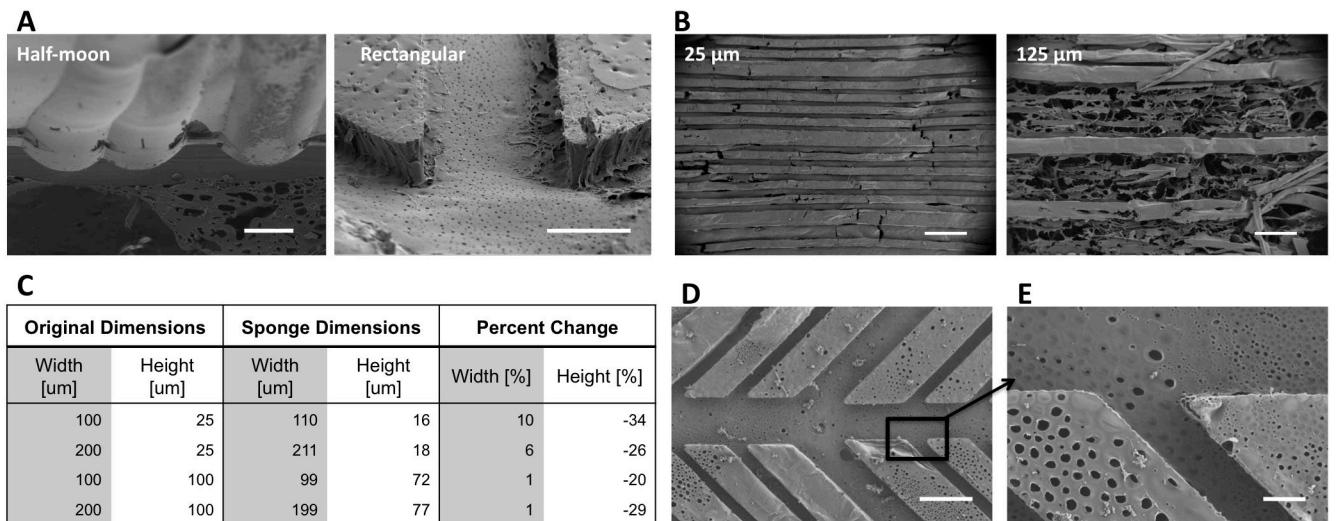 A
Half-moon
Rectangular
B
25 µm
125 µm
C
Original Dimensions Sponge Dimensions Percent Change
Width [um] Height [um] Width [um] Height [um] Width [%] Height [%]
100 25 110 16 10 -34
200 25 211 18 6 -26
100 100 99 72 1 -20
200 100 199 77 1 -29
D
E